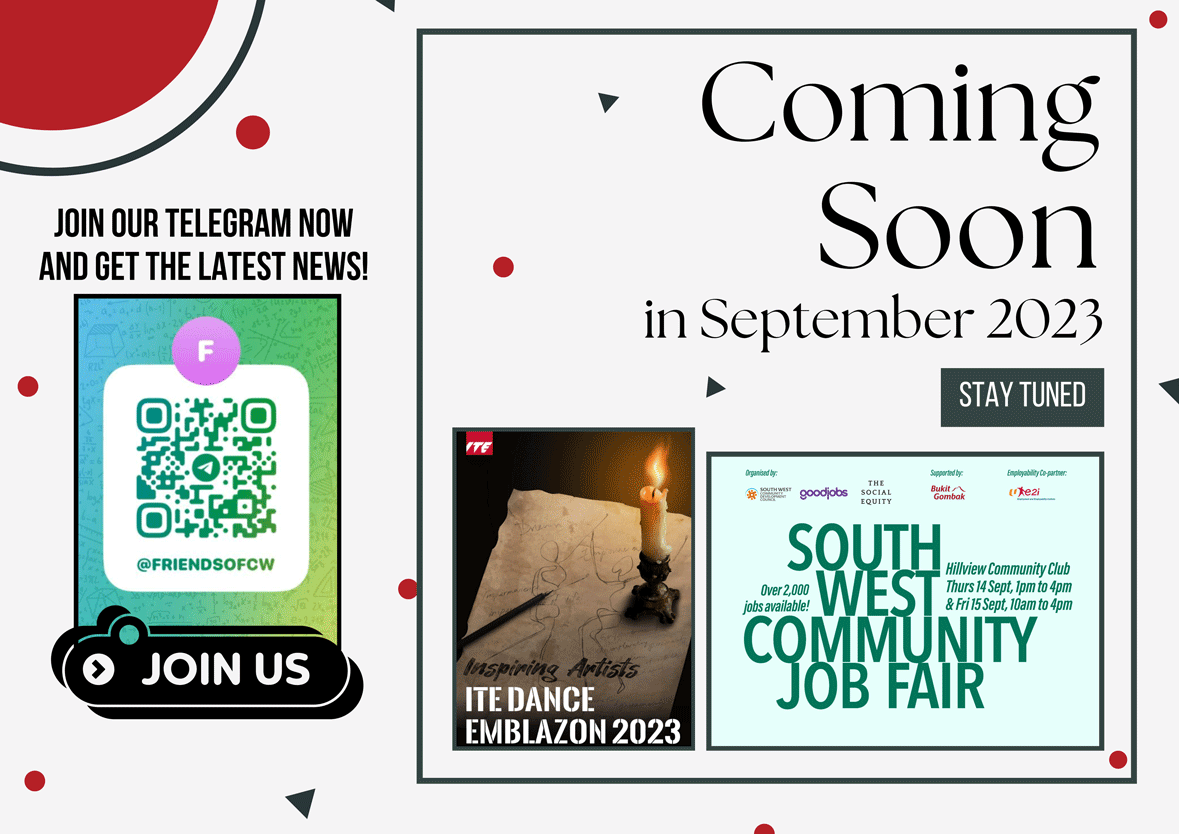 JOIN OUR TELEGRAM NOW
AND GET THE LATEST NEWS!
F
@FRIENDSOFCW
JOIN US
Coming
Soon
in September 2023
STAY TUNED
ITE
Inspiring Artists
ITE DANCE
EMBLAZON 2023
Organised by:
SOUTH WEST
COMMUNITY
DEVELOPMENT
COUNCIL
goodjobs
THE
SOCIAL
EQUITY
Supported by:
Bukit
Gombak
Employability Co-partner:
e2i
SOUTH
WEST
COMMUNITY
JOB FAIR
Over 2,000
jobs available!
Hillview Community Club
Thurs 14 Sept, 1pm to 4pm
& Fri 15 Sept, 10am to 4pm